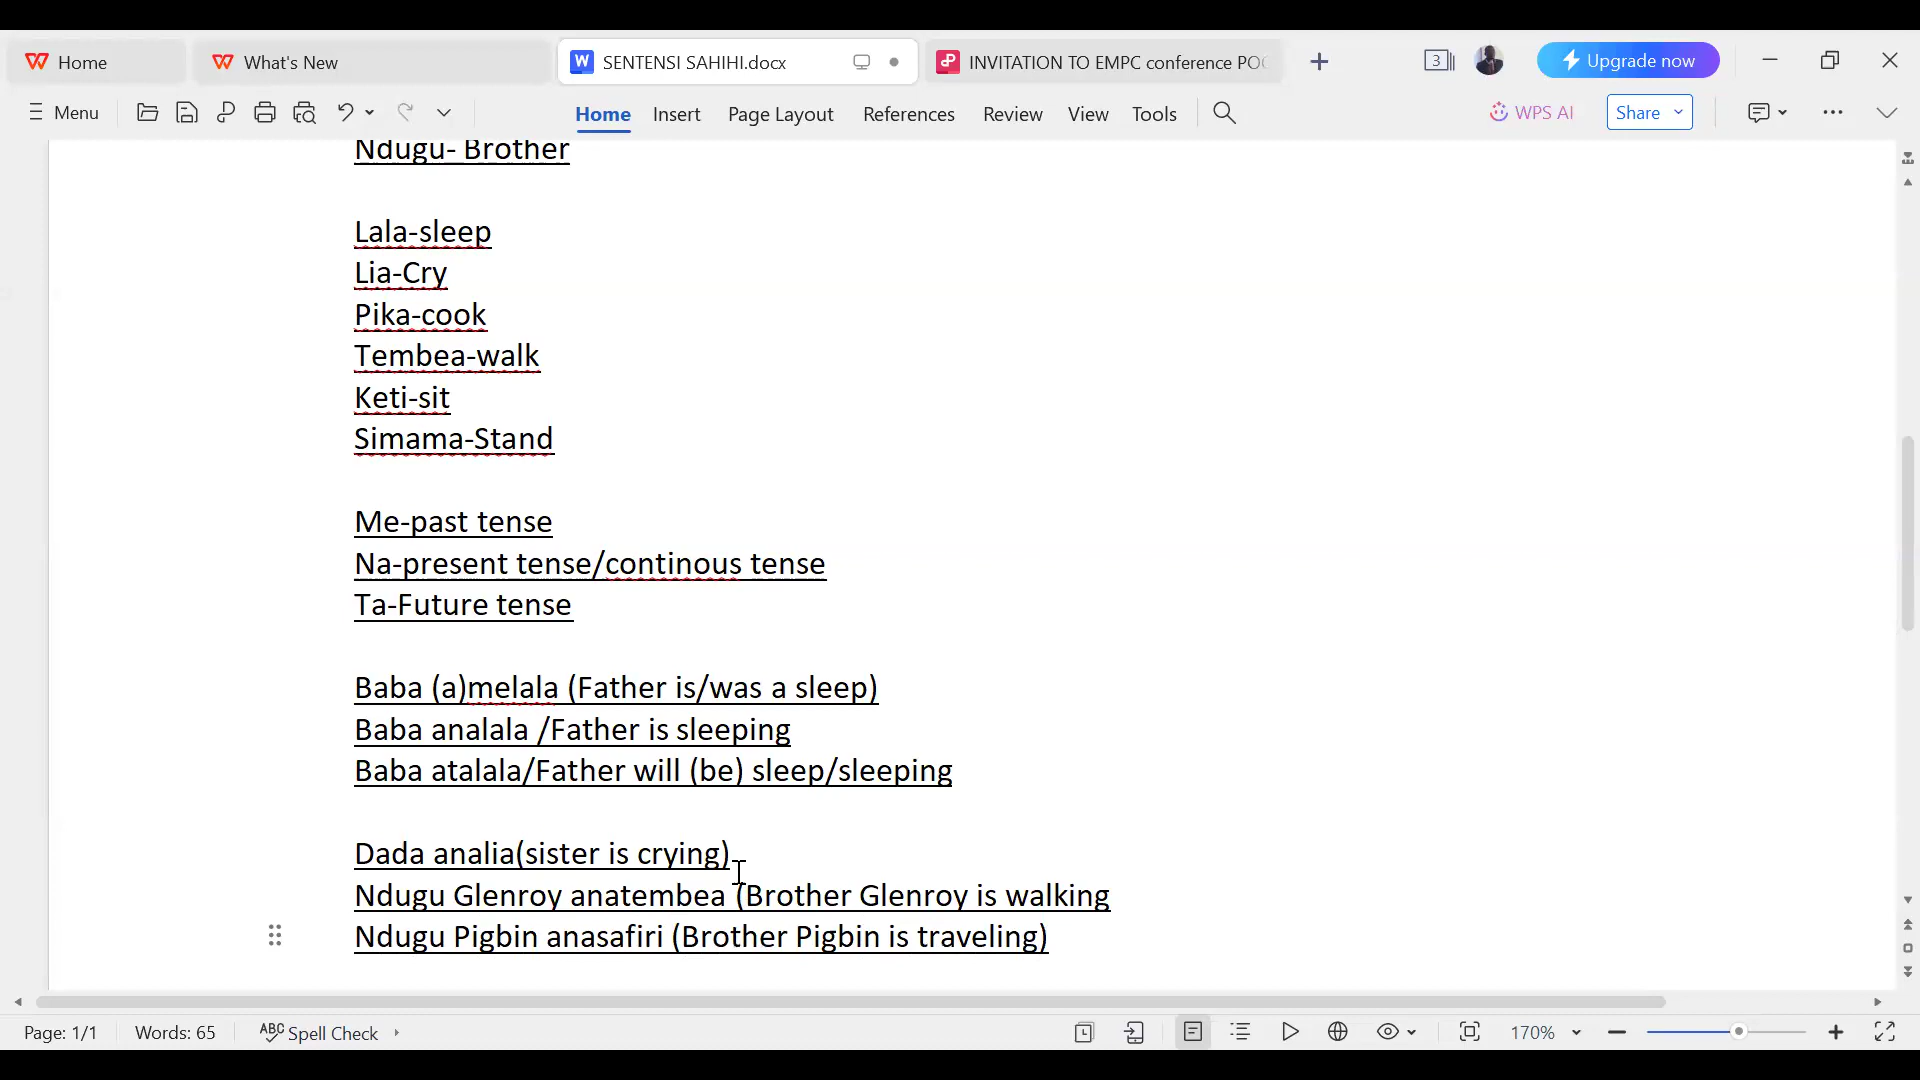 Home
What's New
SENTENSI SAHIHI.docx
INVITATION TO EMPC conference PO
3
Upgrade now
Menu
Home
Insert
Page Layout
References
Review
View
Tools
WPS AI
Share
Ndugu- Brother
Lala-sleep
Lia-Cry
Pika-cook
Tembea-walk
Keti-sit
Simama-Stand
Me-past tense
Na-present tense/continous tense
Ta-Future tense
Baba (a)melala (Father is/was a sleep)
Baba analala /Father is sleeping
Baba atalala/Father will (be) sleep/sleeping
Dada analia(sister is crying)
Ndugu Glenroy anatembea (Brother Glenroy is walking
Ndugu Pigbin anasafiri (Brother Pigbin is traveling)
Page: 1/1
Words: 65
ABC Spell Check
170%